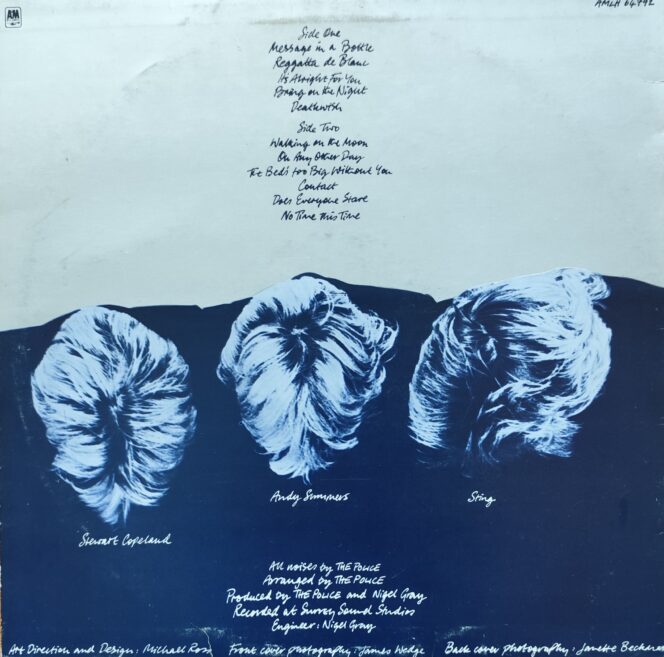 A&M
AMLH 64792
Side One
Message in a Bottle
Reggatta de Blanc
It's Alright For You
Bring on the Night
Deathwish
Side Two
Walking on the Moon
On Any Other Day
The Bed's too Big Without You
Contact
Does Everyone Stare
No Time This Time
Andy Summers
Sting
Stewart Copeland
All noises by THE POLICE
Arranged by THE POLICE
Produced by THE POLICE and Nigel Gray
Recorded at Surrey Sound Studios
Engineer: Nigel Gray
Art Direction and Design: Michael Ross Front cover photography: James Wedge Back cover photography: Janette Beckman